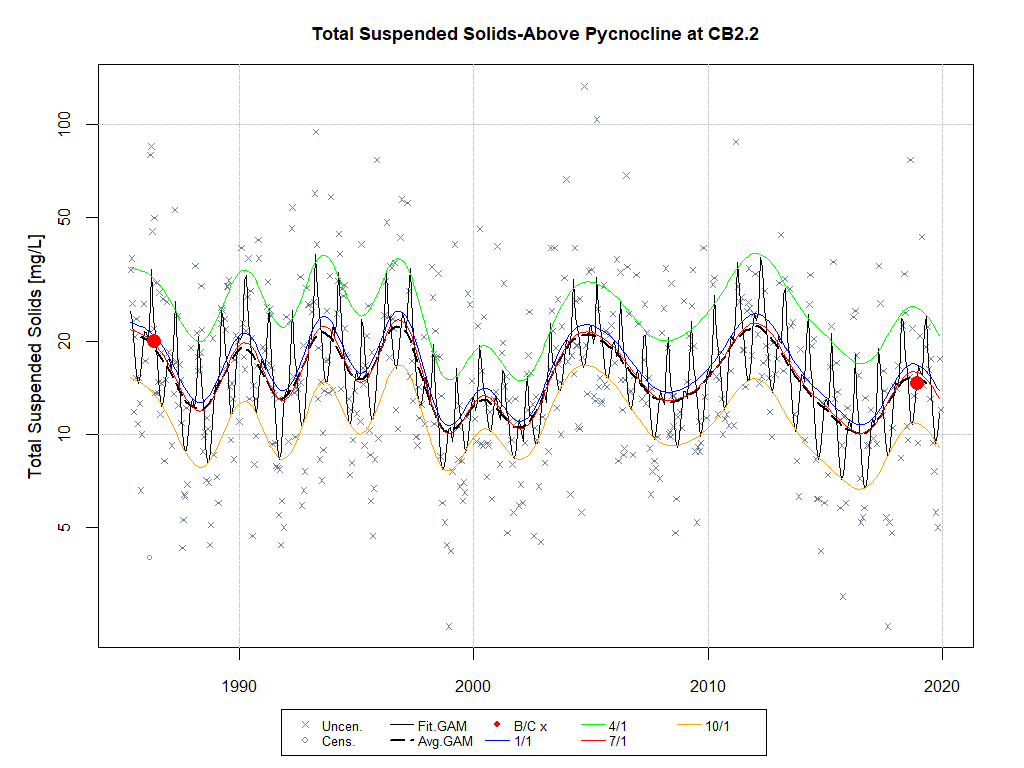 Total Suspended Solids-Above Pycnocline at CB2.2
Total Suspended Solids [mg/L]
100
50
20
10
5
1990 2000 2010 2020
Uncen. Fit.GAM B/C x 4/1 10/1
Cens. Avg.GAM 1/1 7/1